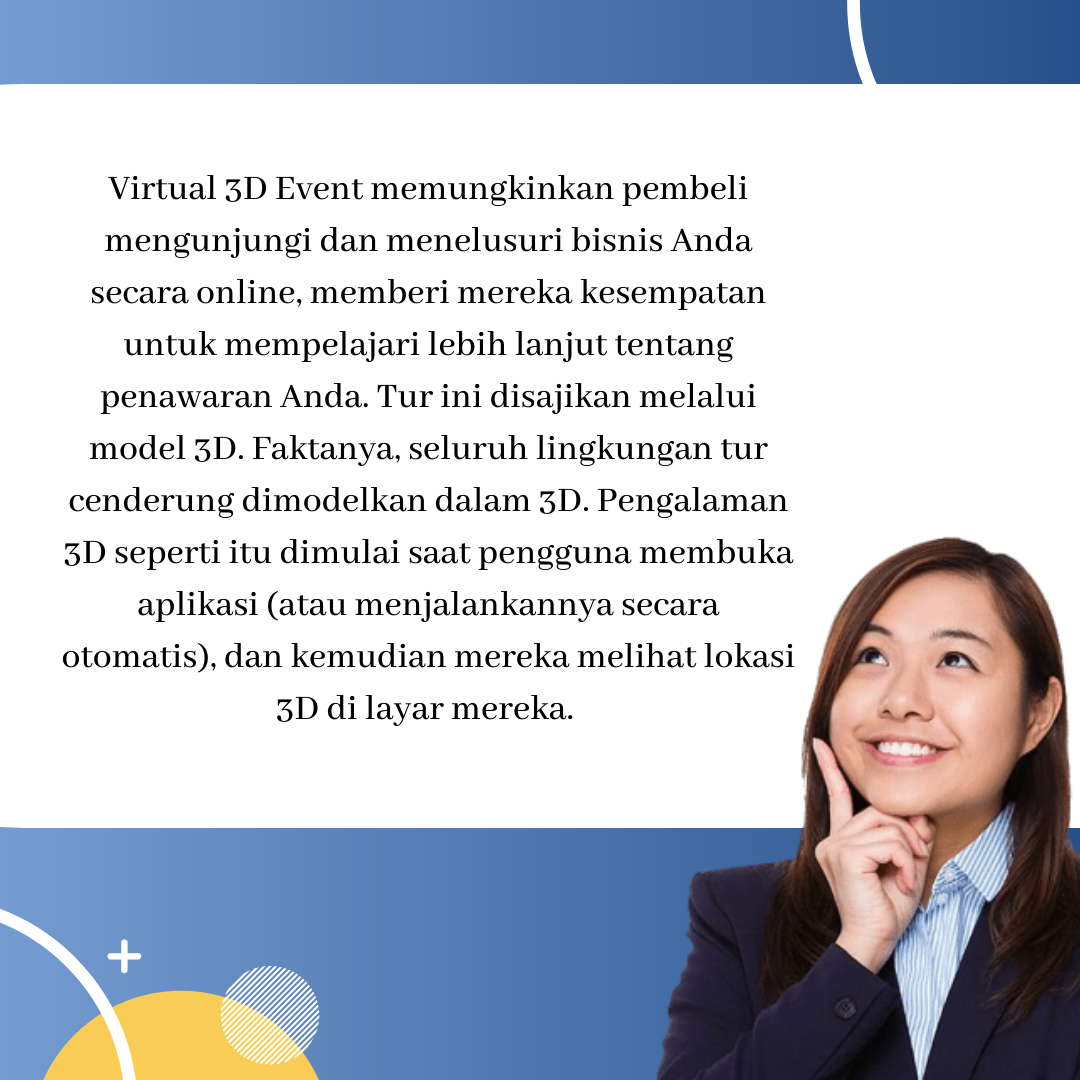 Virtual 3D Event memungkinkan pembeli
mengunjungi dan menelusuri bisnis Anda
secara online, memberi mereka kesempatan
untuk mempelajari lebih lanjut tentang
penawaran Anda. Tur ini disajikan melalui
model 3D. Faktanya, seluruh lingkungan tur
cenderung dimodelkan dalam 3D. Pengalaman
3D seperti itu dimulai saat pengguna membuka
aplikasi (atau menjalankannya secara
otomatis), dan kemudian mereka melihat lokasi
3D di layar mereka.